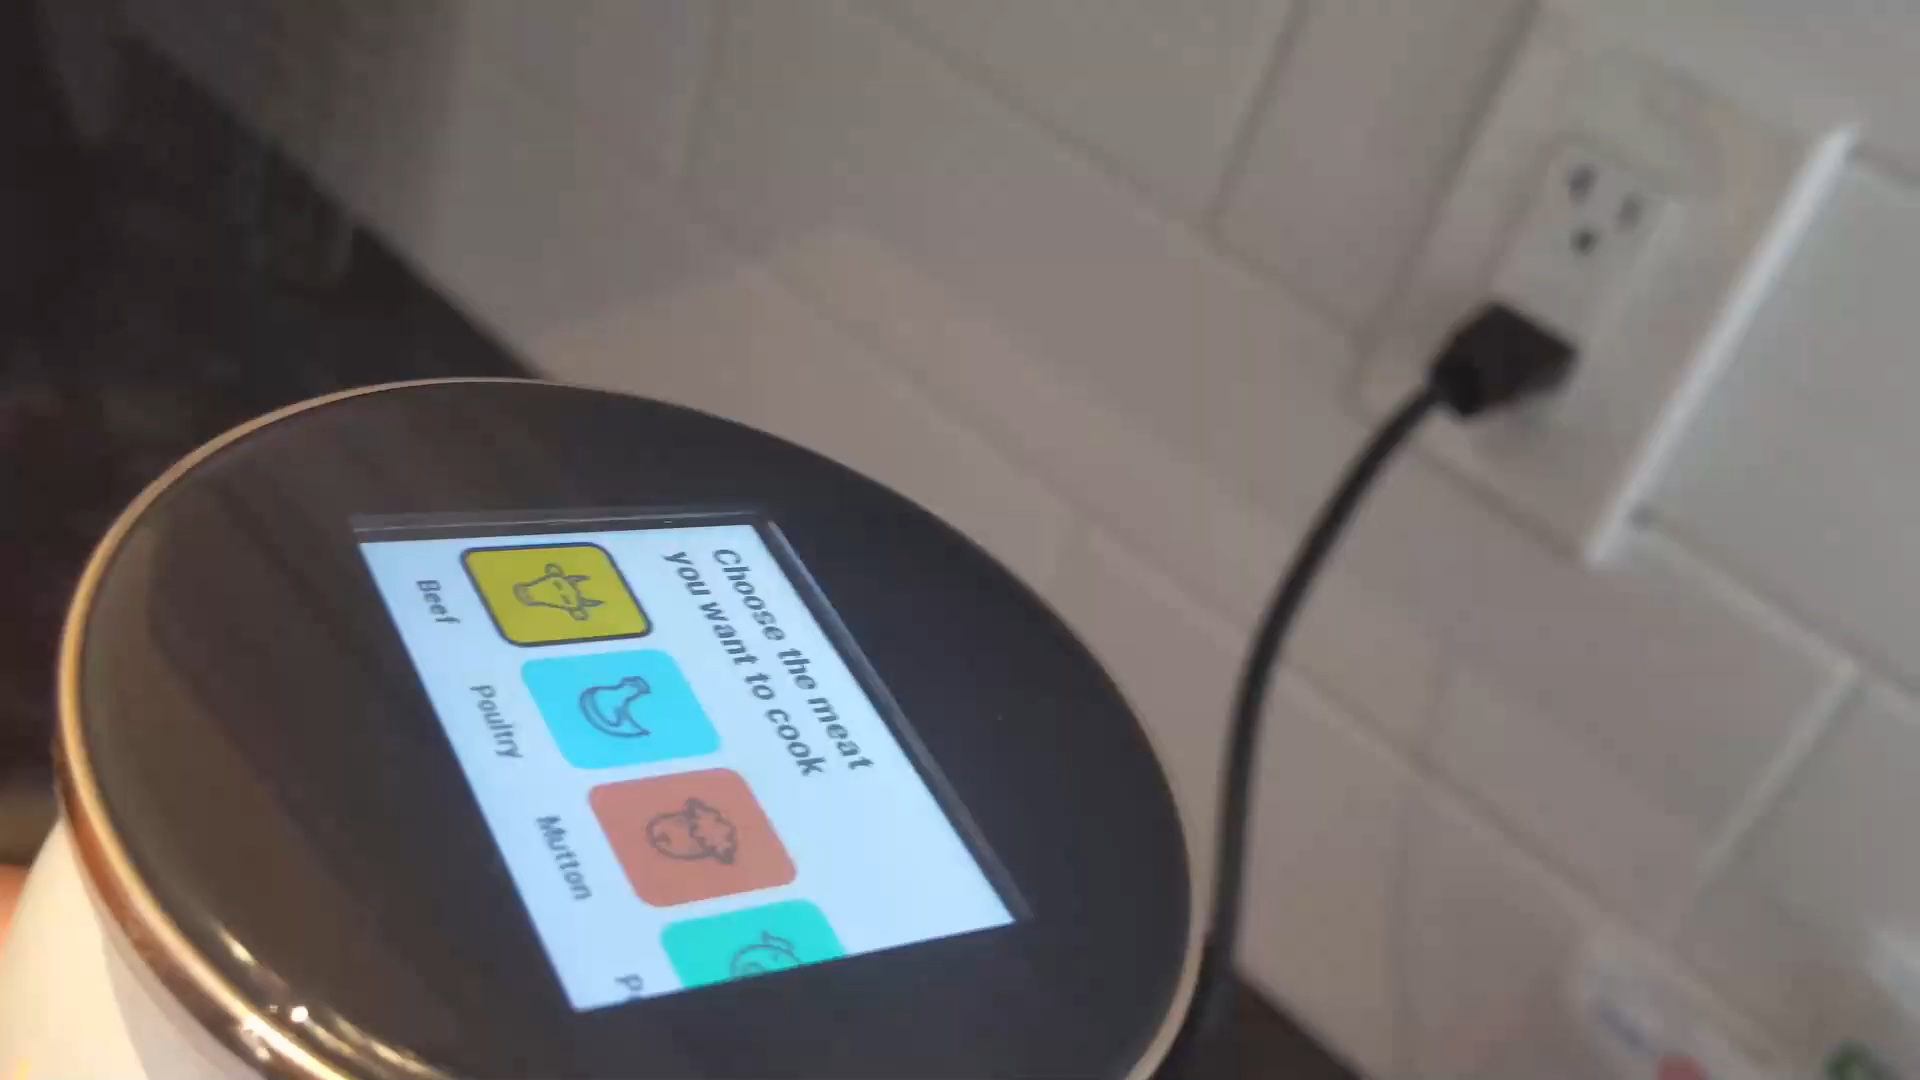 Choose the meat
you want to cook
Beef
Poultry
Mutton
P